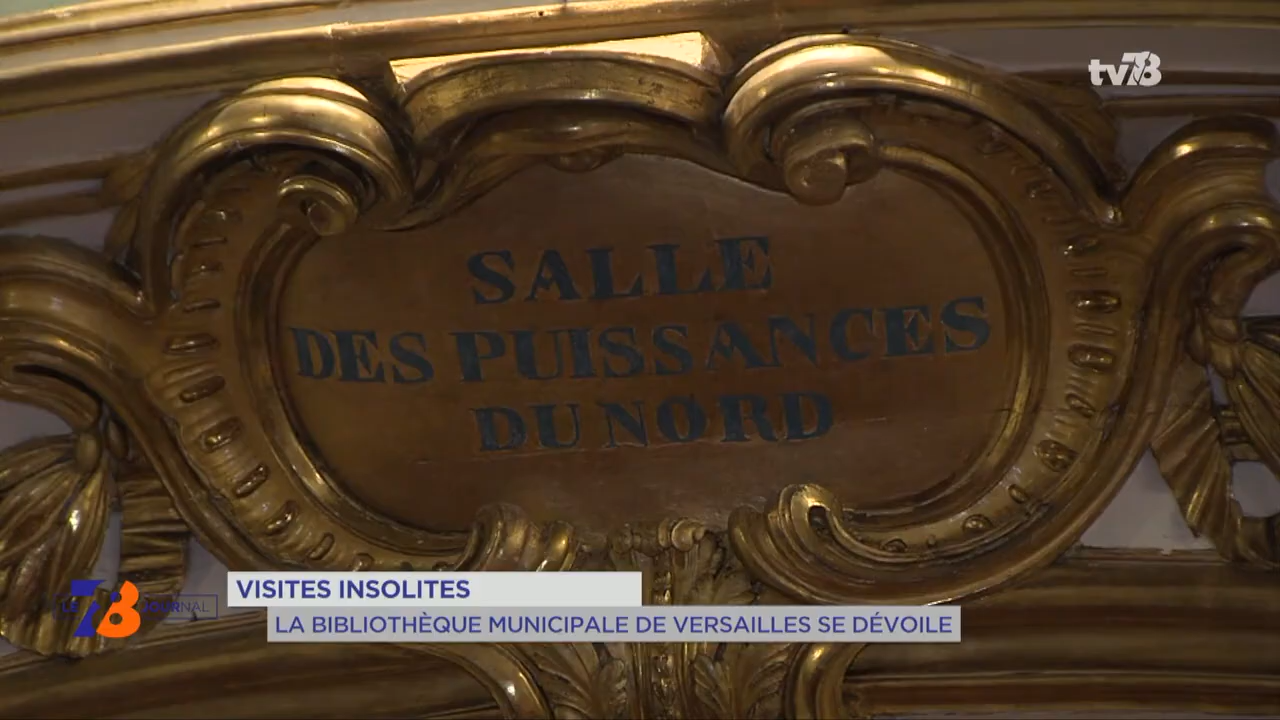 tv78
SALLE
DES PUISSANCES
DU NORD
VISITES INSOLITES
LE 78 JOURNAL
LA BIBLIOTHÈQUE MUNICIPALE DE VERSAILLES SE DÉVOILE